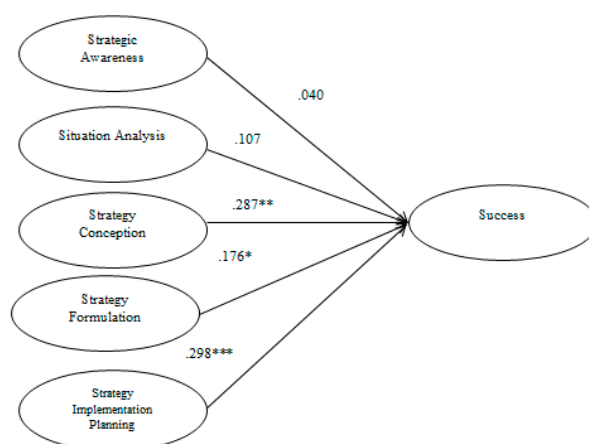 Strategic
Awareness
.040
Situation Analysis
.107
Strategy
Conception
.287**
Success
.176*
Strategy
Formulation
.298***
Strategy
Implementation
Planning